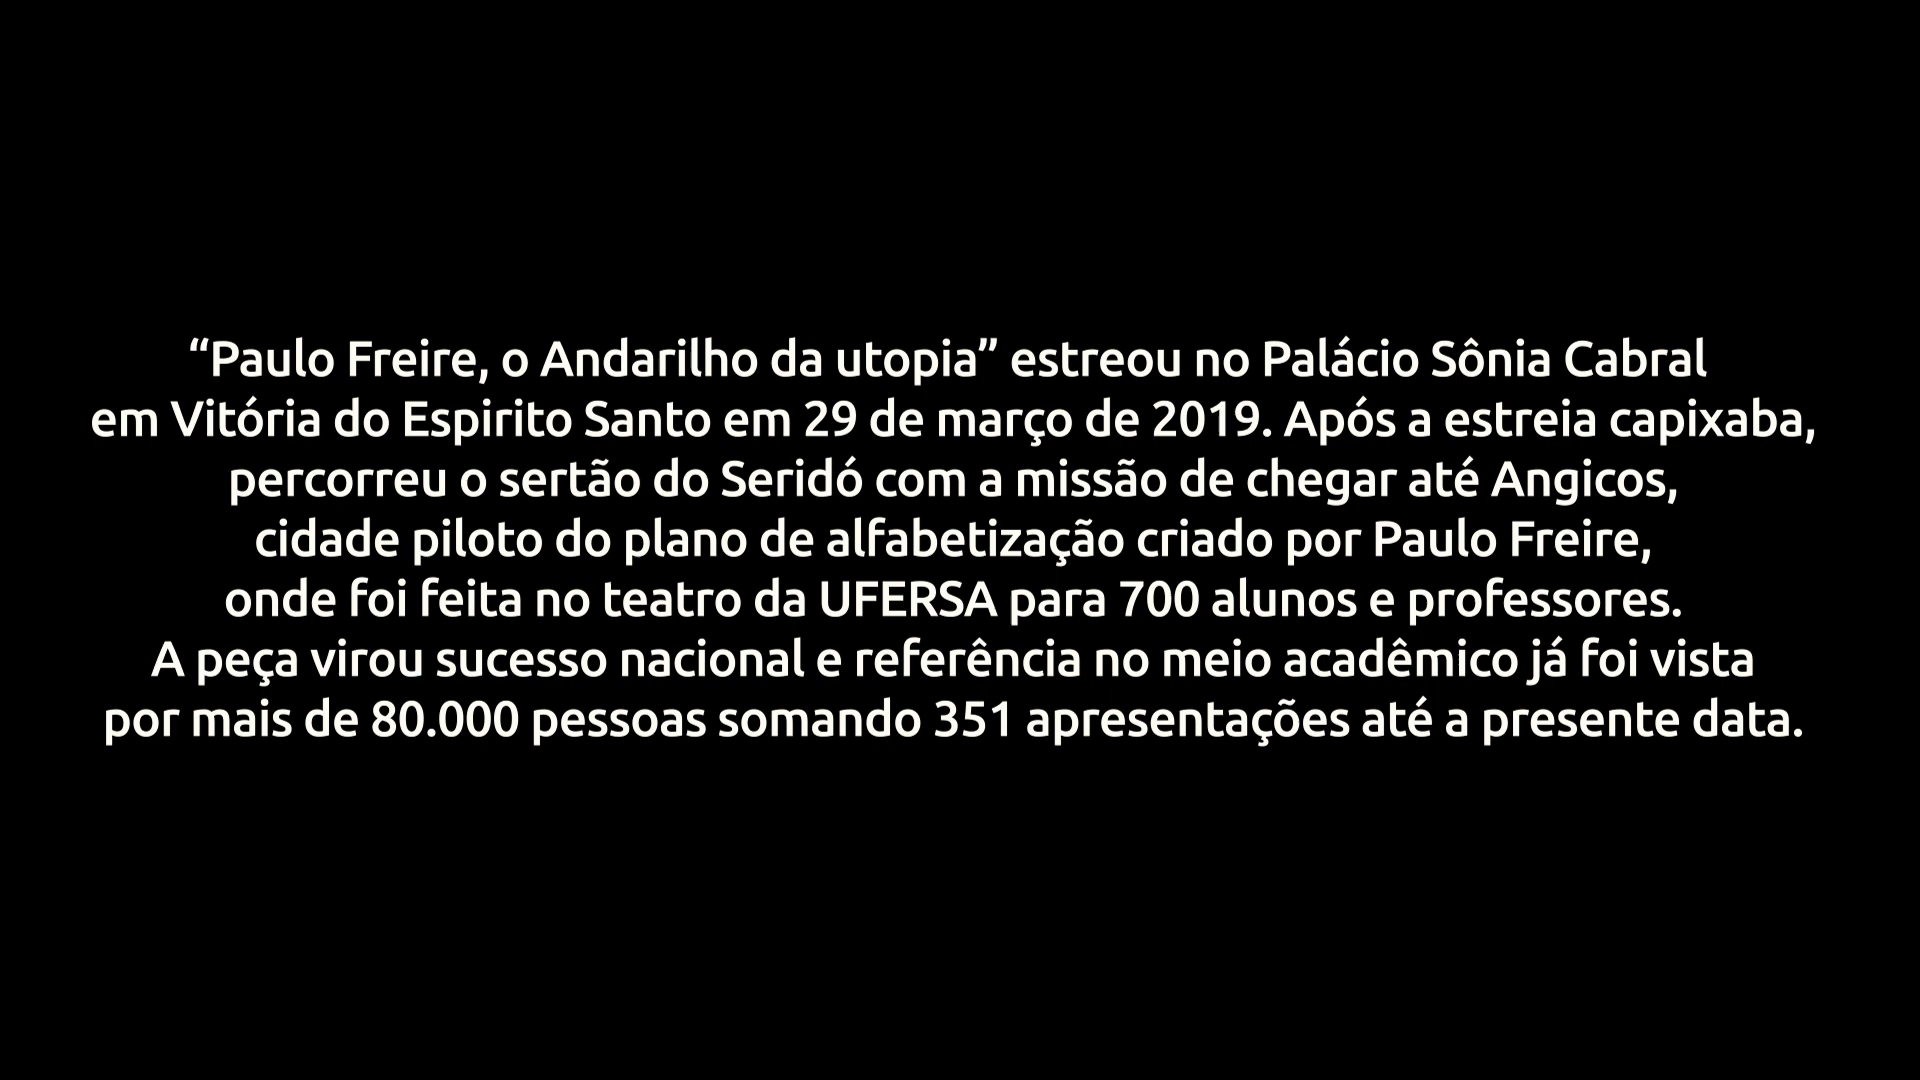 “Paulo Freire, o Andarilho da utopia” estreou no Palácio Sônia Cabral
em Vitória do Espirito Santo em 29 de março de 2019. Após a estreia capixaba,
percorreu o sertão do Seridó com a missão de chegar até Angicos,
cidade piloto do plano de alfabetização criado por Paulo Freire,
onde foi feita no teatro da UFERSA para 700 alunos e professores.
A peça virou sucesso nacional e referência no meio acadêmico já foi vista
por mais de 80.000 pessoas somando 351 apresentações até a presente data.